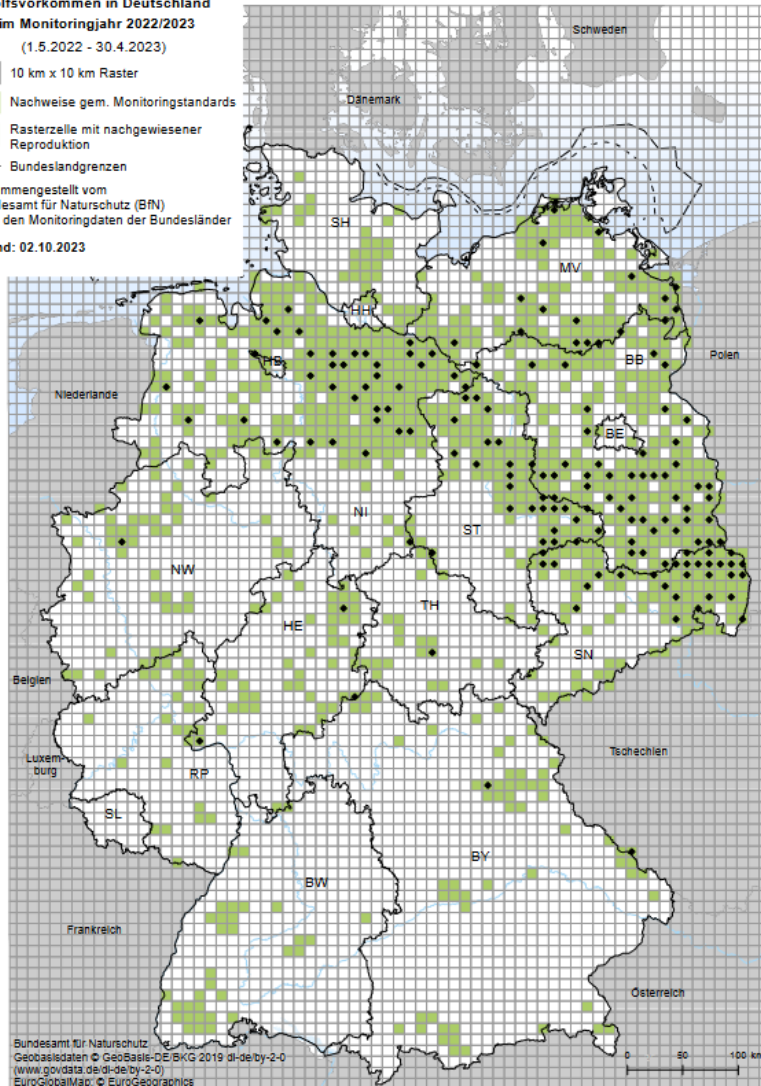 lfsvorkommen in Deutschland
im Monitoringjahr 2022/2023
(1.5.2022 - 30.4.2023)
10 km x 10 km Raster
Nachweise gem. Monitoringstandards
Rasterzelle mit nachgewiesener
Reproduktion
Bundeslandgrenzen
mmengestellt vom
esamt für Naturschutz (BfN)
den Monitoringdaten der Bundesländer
nd: 02.10.2023
Schweden
Dänemark
SH
MV
HH
HB
BB
Polen
Niederlande
BE
NI
ST
NW
TH
HE
SN
Belgien
Tschechien
Luxem-
burg
RP
SL
BY
BW
Frankreich
Österreich
Bundesamt für Naturschutz
Geobasisdaten © GeoBasis-DE/BKG 2019 dl-de/by-2-0
(www.govdata.de/dl-de/by-2-0)
EuroGlobalMap: © EuroGeographics
0 50 100 km